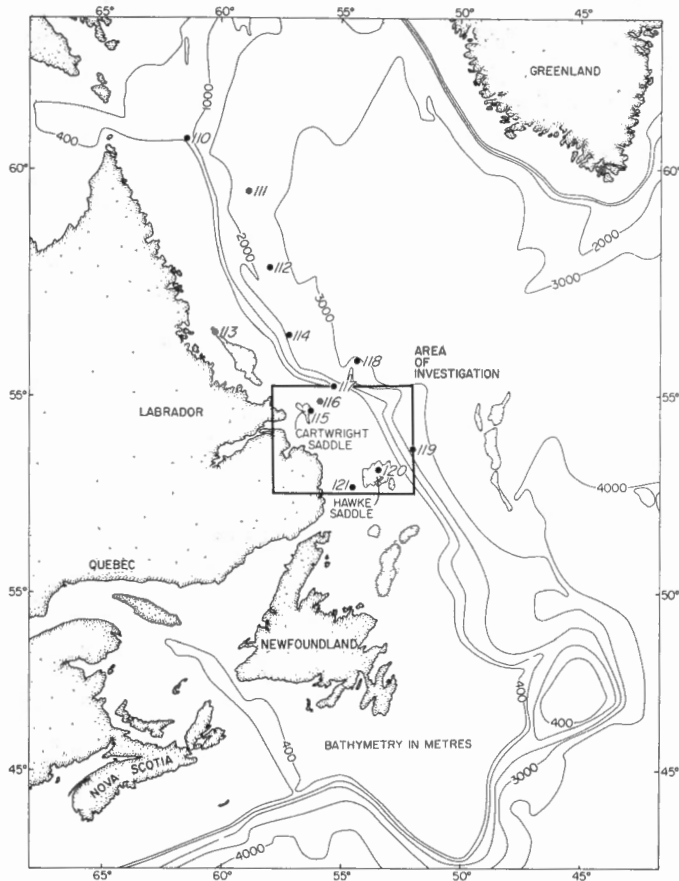 65° 60° 55° 50° 45°
GREENLAND
1000
400
110
60° 60°
111
2000
112
2000
3000
3000
113
114
118
AREA
OF
INVESTIGATION
55° 55°
117
116
LABRADOR
115
CARTWRIGHT
SADDLE
119
120
121
HAWKE
SADDLE
4000
QUEBEC
55° 50°
NEWFOUNDLAND
400
400
400
BATHYMETRY IN METRES
45° 45°
NOVA SCOTIA
3000
4000
65° 60° 55° 50° 45°